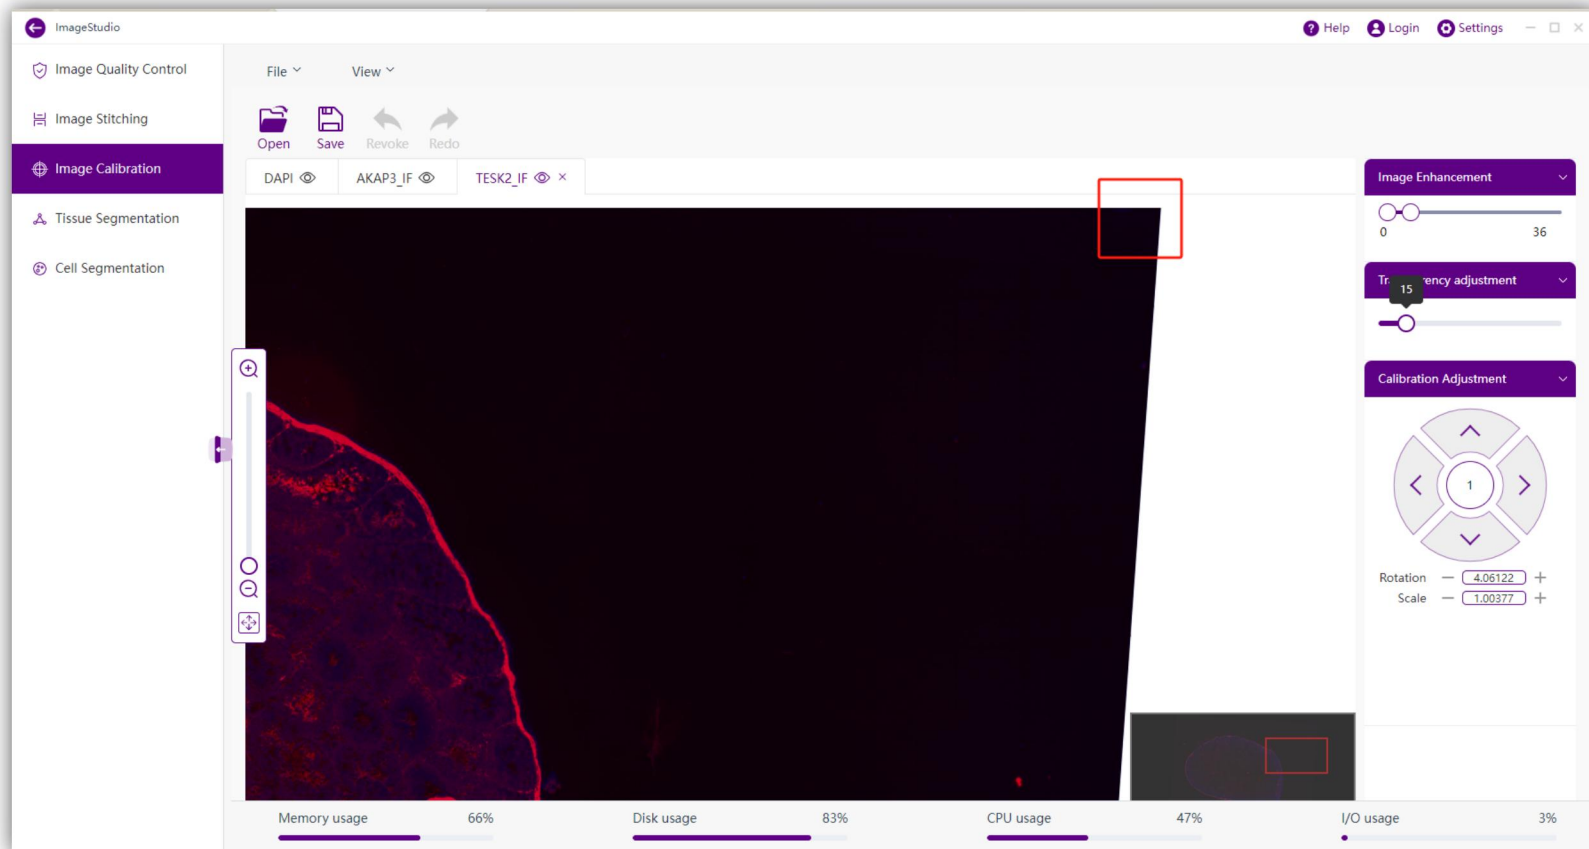 ImageStudio
Help Login Settings
Image Quality Control
Image Stitching
Image Calibration
Tissue Segmentation
Cell Segmentation
File View
Open Save Revoke Redo
DAPI AKAP3_IF TESK2_IF
Image Enhancement
0 36
Tr ency adjustment
15
Calibration Adjustment
1
Rotation 4.06122
Scale 1.00377
Memory usage 66% Disk usage 83% CPU usage 47% I/O usage 3%